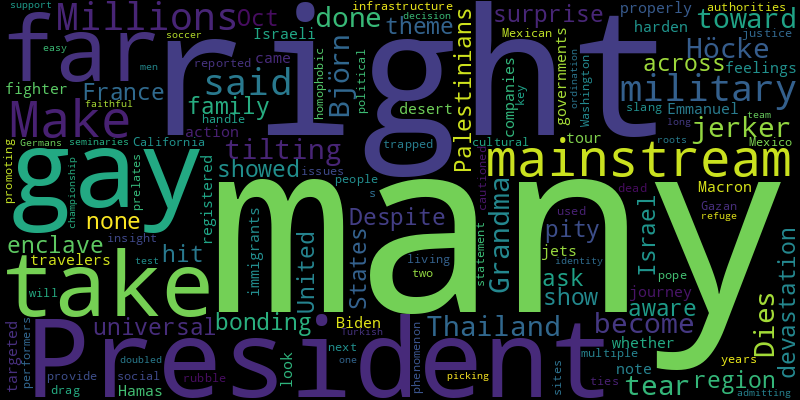 support
Millions
Oct
done
infrastructure
decision
surprise
properly
authorities
toward
far
right
easy
soccer
men
Israeli
theme
Mexican
harden
justice
Höcke
fighter
France
reported
came
said
homophobic
Björn
political
Palestinians
companies
key
governments
ordination
Washington
across
feelings
military
Make
faithful
family
handle
action
desert
slang
Emmanuel
long
team
jerker
Germans
seminaries
California
tilting
trapped
cultural
tour
roots
Mexico
promoting
gay
championship
prelates
registered
showed
issues
people
s
many
cautioned
mainstream
dead
Macron
Gazan
refuge
none
insight
immigrants
United
States
Despite
living
two
statement
Grandma
used
pity
Israel
enclave
travelers
test
hit
jets
identity
ask
show
pope
journey
aware
devastation
will
take
Dies
targeted
performers
President
universal
bonding
Biden
Turkish
phenomenon
Thailand
become
doubled
next
one
whether
multiple
note
years
provide
social
rubble
look
drag
Hamas
picking
sites
ties
tear
region
admitting